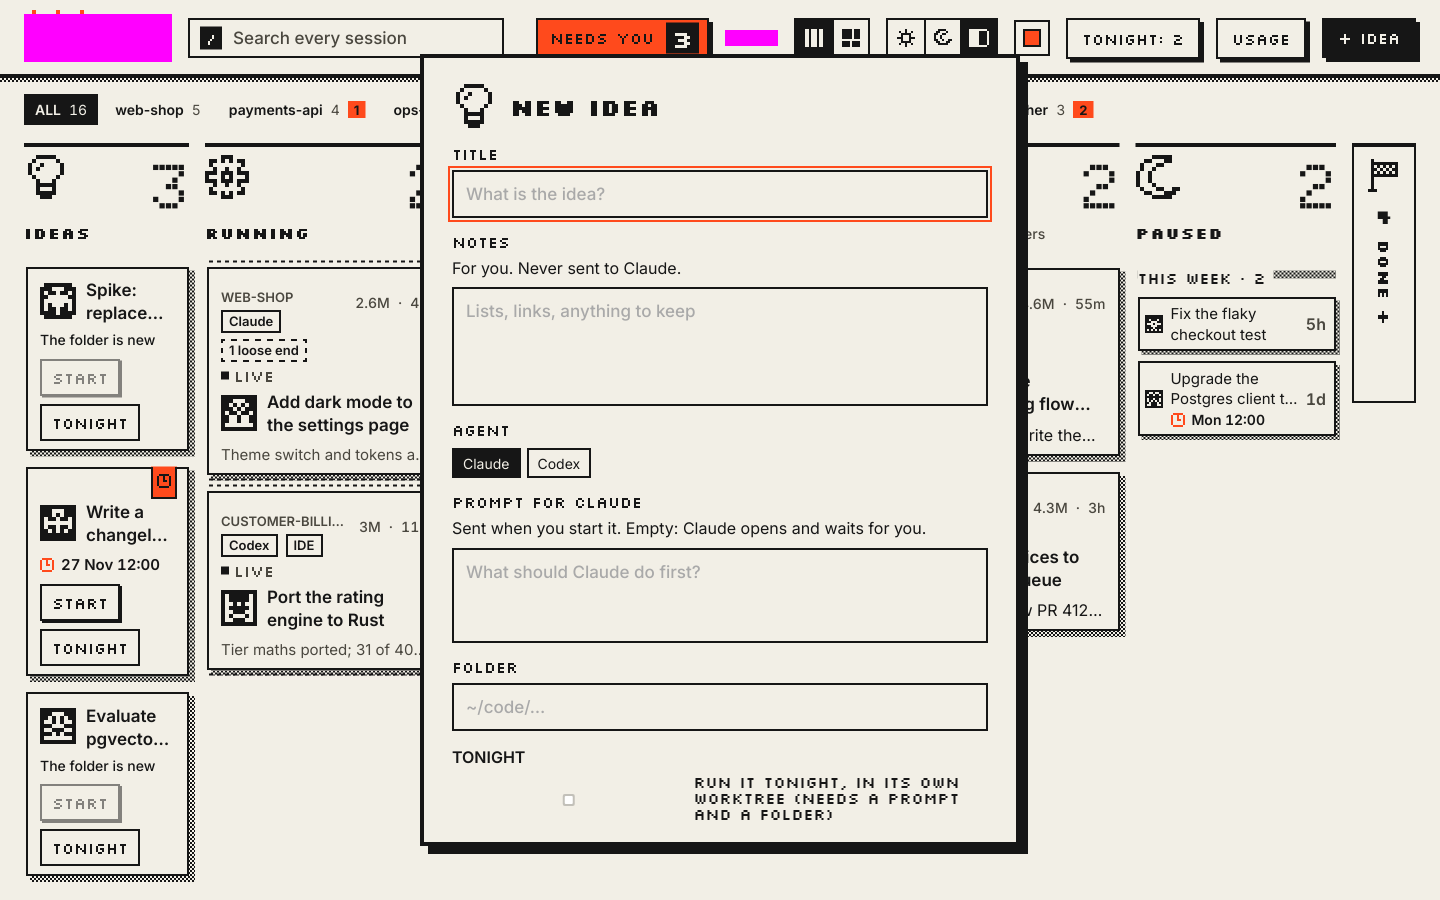 / Search every session
NEEDS YOU 3
TONIGHT: 2
USAGE
+ IDEA
ALL 16
web-shop 5
payments-api 4 1
ops-
her 3 2
3
IDEAS
Spike:
replace...
The folder is new
START
TONIGHT
Write a
changel...
27 Nov 12:00
START
TONIGHT
Evaluate
pgvecto...
The folder is new
START
TONIGHT
RUNNING
WEB-SHOP
2.6M · 4
Claude
1 loose end
LIVE
Add dark mode to
the settings page
Theme switch and tokens a...
CUSTOMER-BILLI...
3M · 11
Codex IDE
LIVE
Port the rating
engine to Rust
Tier maths ported; 31 of 40...
NEW IDEA
TITLE
What is the idea?
NOTES
For you. Never sent to Claude.
Lists, links, anything to keep
AGENT
Claude Codex
PROMPT FOR CLAUDE
Sent when you start it. Empty: Claude opens and waits for you.
What should Claude do first?
FOLDER
~/code/...
TONIGHT
RUN IT TONIGHT, IN ITS OWN
WORKTREE (NEEDS A PROMPT
AND A FOLDER)
2
ers
.6M · 55m
g flow...
rite the...
4.3M · 3h
ices to
ueue
PR 412...
2
PAUSED
THIS WEEK · 2
Fix the flaky
checkout test
5h
Upgrade the
Postgres client t...
1d
Mon 12:00
4 DONE +